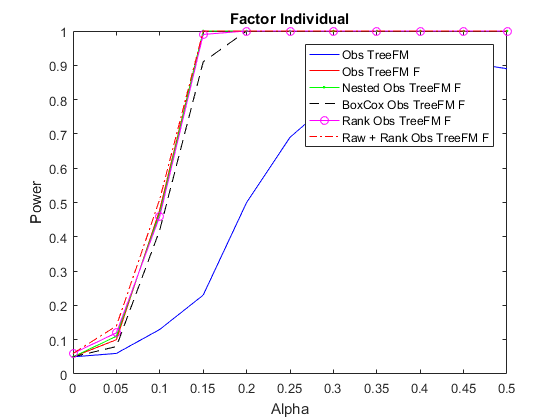 Factor Individual
1
0.9
0.8
0.7
0.6
0.5
0.4
0.3
0.2
0.1
0
Power
Obs TreeFM
Obs TreeFM F
Nested Obs TreeFM F
BoxCox Obs TreeFM F
Rank Obs TreeFM F
Raw + Rank Obs TreeFM F
0 0.05 0.1 0.15 0.2 0.25 0.3 0.35 0.4 0.45 0.5
Alpha